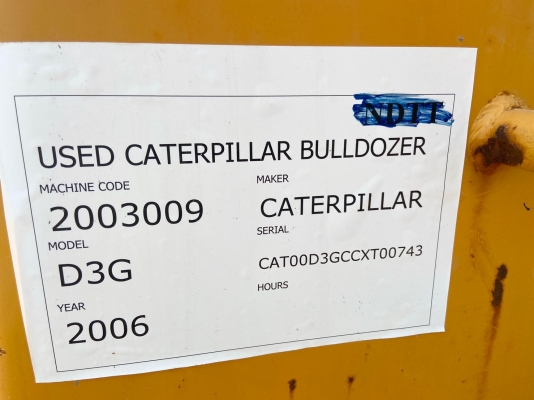 NDTT
USED CATERPILLAR BULLDOZER
MACHINE CODE
2003009
MAKER
CATERPILLAR
MODEL
D3G
SERIAL
CAT00D3GCCXT00743
YEAR
2006
HOURS